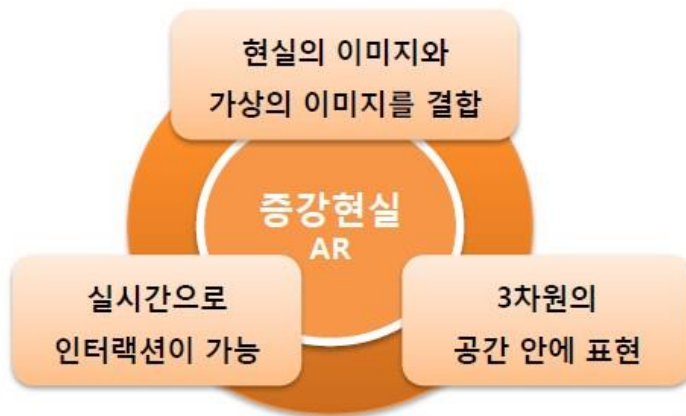 현실의 이미지와
가상의 이미지를 결합
증강현실
AR
실시간으로
인터랙션이 가능
3차원의
공간 안에 표현